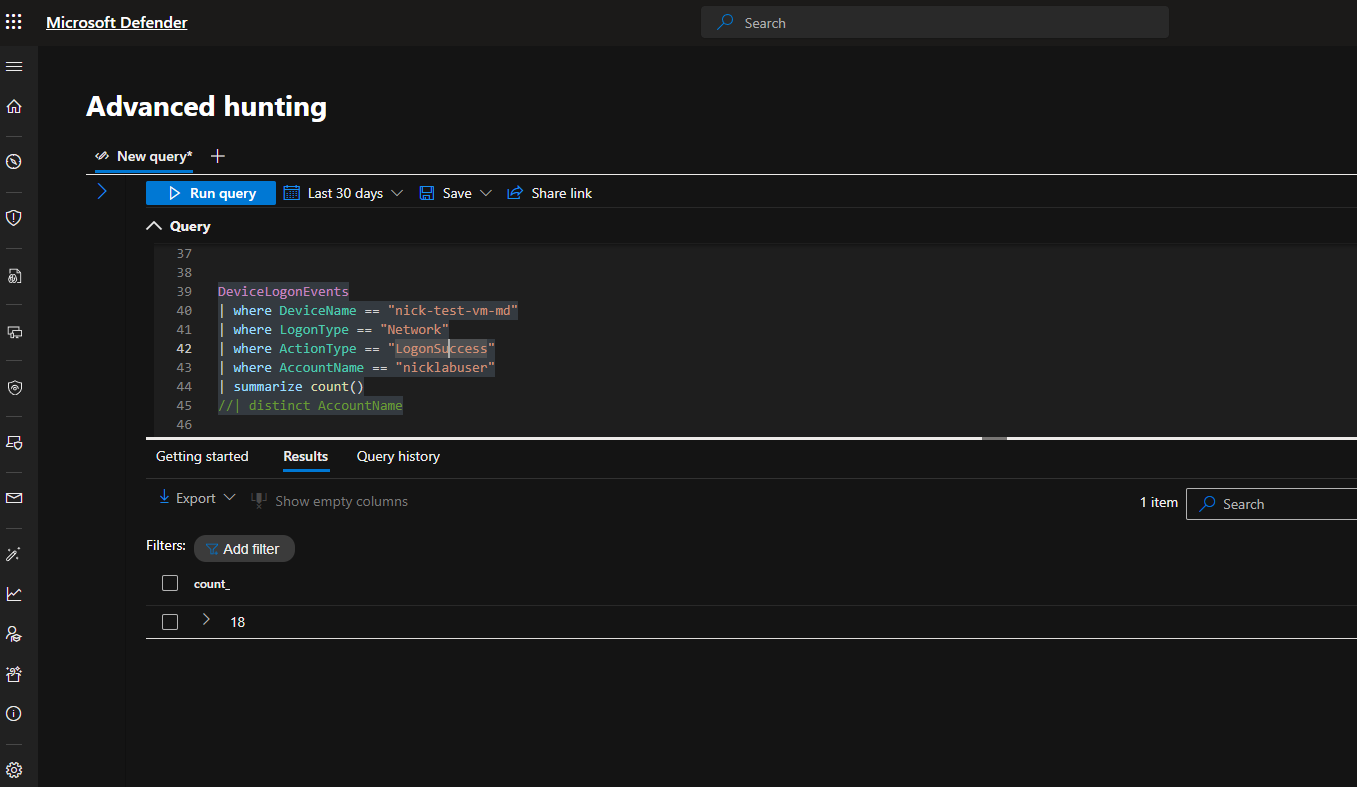 Microsoft Defender
Search
Advanced hunting
New query*
Run query
Last 30 days
Save
Share link
Query
37
38
39 DeviceLogonEvents
40 | where DeviceName == "nick-test-vm-md"
41 | where LogonType == "Network"
42 | where ActionType == "LogonSuccess"
43 | where AccountName == "nicklabuser"
44 | summarize count()
45 //| distinct AccountName
46
Getting started Results Query history
Export Show empty columns
1 item Search
Filters: Add filter
count_
18